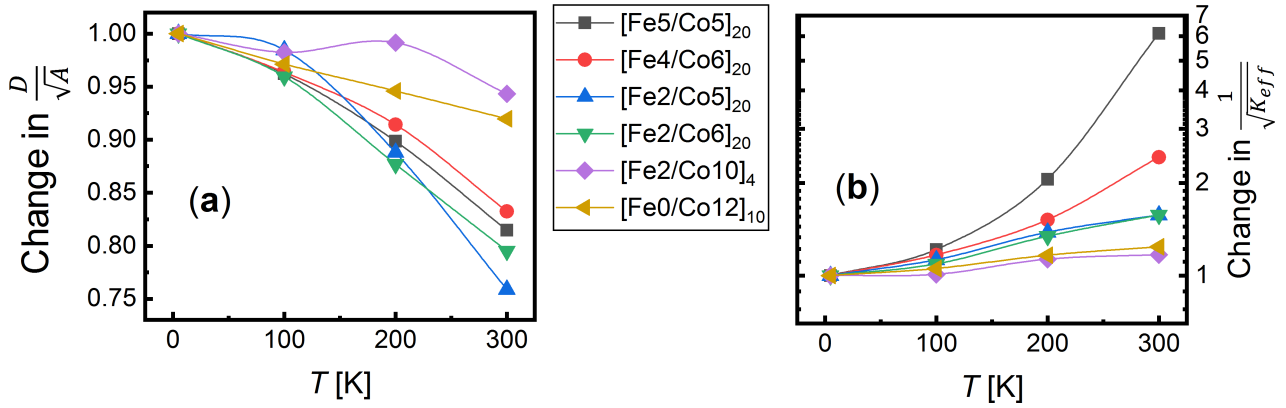 Change in D/√A
1.00
0.95
0.90
0.85
0.80
0.75
(a)
0
100
200
300
T [K]
[Fe5/Co5]₂₀
[Fe4/Co6]₂₀
[Fe2/Co5]₂₀
[Fe2/Co6]₂₀
[Fe2/Co10]₄
[Fe0/Co12]₁₀
(b)
7
6
5
4
3
2
1
Change in 1/√K_eff
0
100
200
300
T [K]